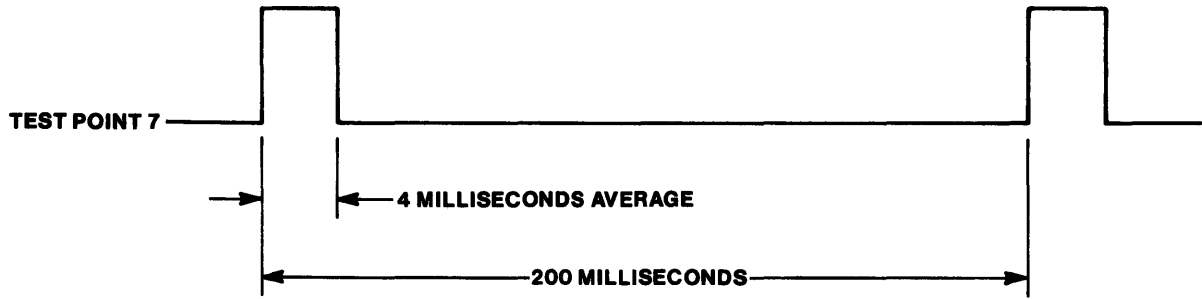 TEST POINT 7
4 MILLISECONDS AVERAGE
200 MILLISECONDS